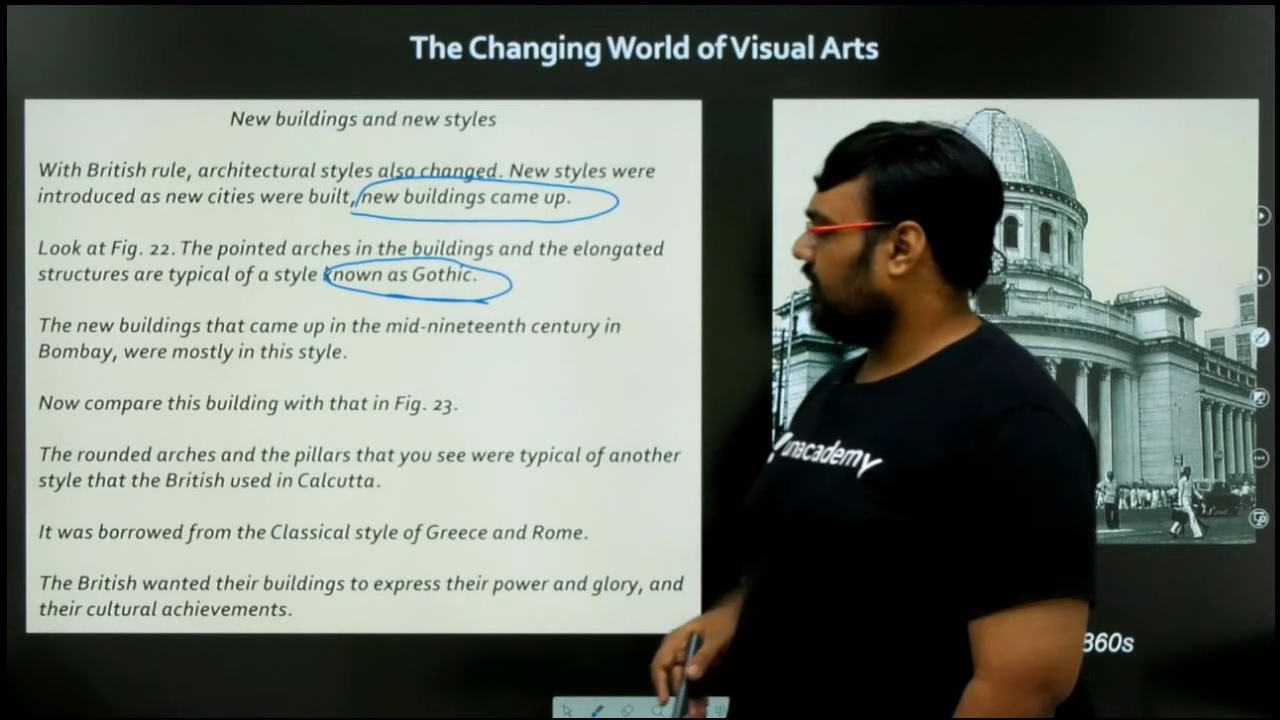 The Changing World of Visual Arts
New buildings and new styles
With British rule, architectural styles also changed. New styles were
introduced as new cities were built, new buildings came up.
Look at Fig. 22. The pointed arches in the buildings and the elongated
structures are typical of a style known as Gothic.
The new buildings that came up in the mid-nineteenth century in
Bombay, were mostly in this style.
Now compare this building with that in Fig. 23.
The rounded arches and the pillars that you see were typical of another
style that the British used in Calcutta.
It was borrowed from the Classical style of Greece and Rome.
The British wanted their buildings to express their power and glory, and
their cultural achievements.
unacademy
860s